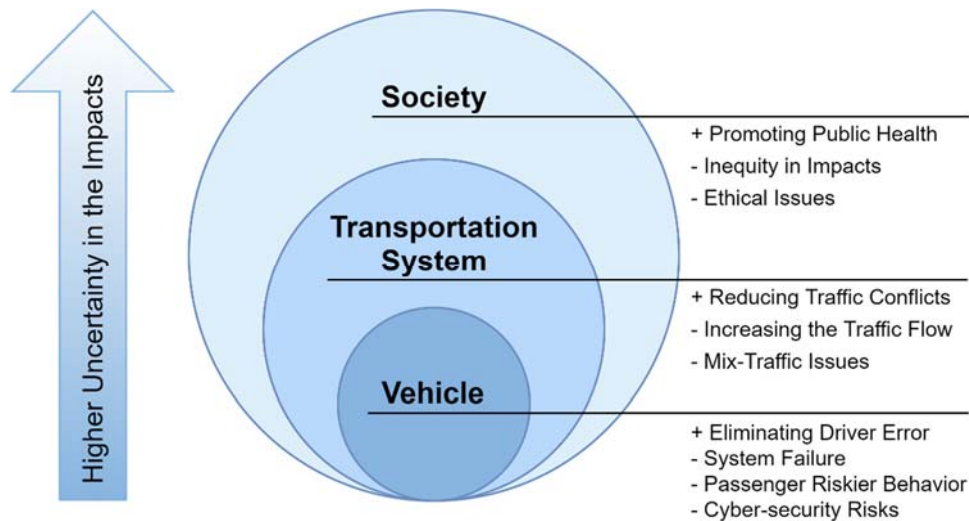 Higher Uncertainty in the Impacts
Society
+ Promoting Public Health
- Inequity in Impacts
- Ethical Issues
Transportation
System
+ Reducing Traffic Conflicts
- Increasing the Traffic Flow
- Mix-Traffic Issues
Vehicle
+ Eliminating Driver Error
- System Failure
- Passenger Riskier Behavior
- Cyber-security Risks